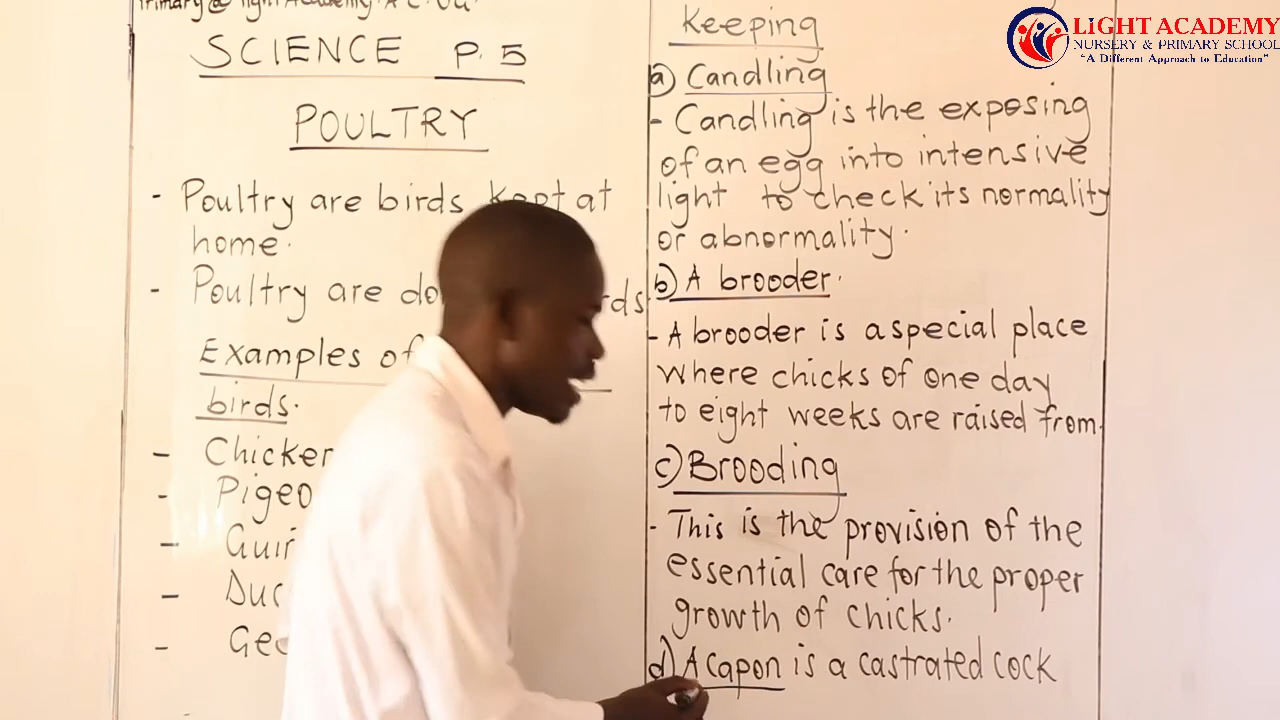 SCIENCE P.5
POULTRY
- Poultry are birds kept at
home.
- Poultry are
Examples of
birds.
- Chicken
-
-
-
-
Keeping
a) Candling
- Candling is the exposing
of an egg into intensive
light to check its normality
or abnormality.
b) A brooder.
- A brooder is a special place
where chicks of one day
to eight weeks are raised from.
c) Brooding
- This is the provision of the
essential care for the proper
growth of chicks.
d) A capon is a castrated cock
LIGHT ACADEMY
NURSERY & PRIMARY SCHOOL
"A Different Approach to Education"